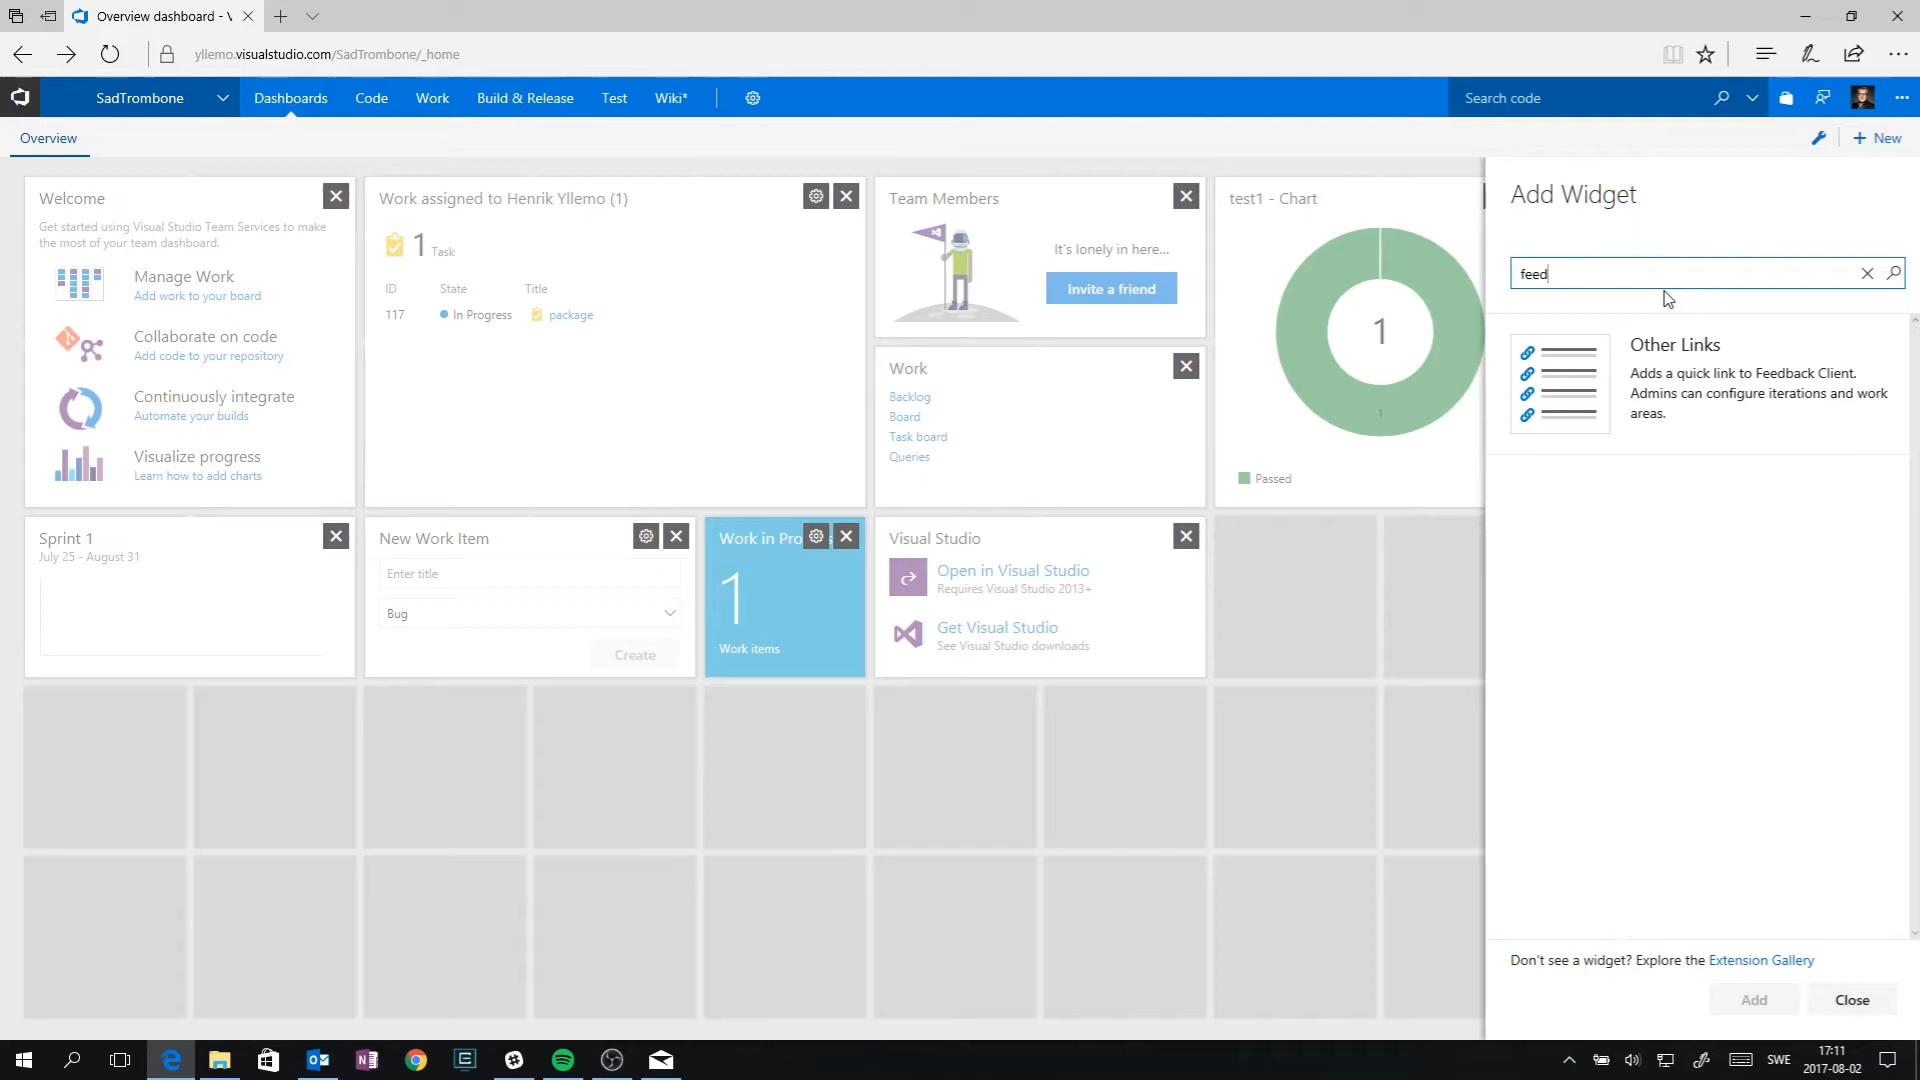 Overview dashboard - V
yllemo.visualstudio.com/SadTrombone/_home
SadTrombone
Dashboards
Code
Work
Build & Release
Test
Wiki*
Search code
Overview
New
Welcome
Get started using Visual Studio Team Services to make
the most of your team dashboard.
Manage Work
Add work to your board
Collaborate on code
Add code to your repository
Continuously integrate
Automate your builds
Visualize progress
Learn how to add charts
Work assigned to Henrik Yllemo (1)
1 Task
ID State Title
117 In Progress package
Team Members
It's lonely in here...
Invite a friend
Work
Backlog
Board
Task board
Queries
test1 - Chart
1
1
Passed
Sprint 1
July 25 - August 31
New Work Item
Enter title
Bug
Create
Work in Pro
1
Work items
Visual Studio
Open in Visual Studio
Requires Visual Studio 2013+
Get Visual Studio
See Visual Studio downloads
Add Widget
feed
Other Links
Adds a quick link to Feedback Client.
Admins can configure iterations and work
areas.
Don't see a widget? Explore the Extension Gallery
Add
Close
SWE
17:11
2017-08-02